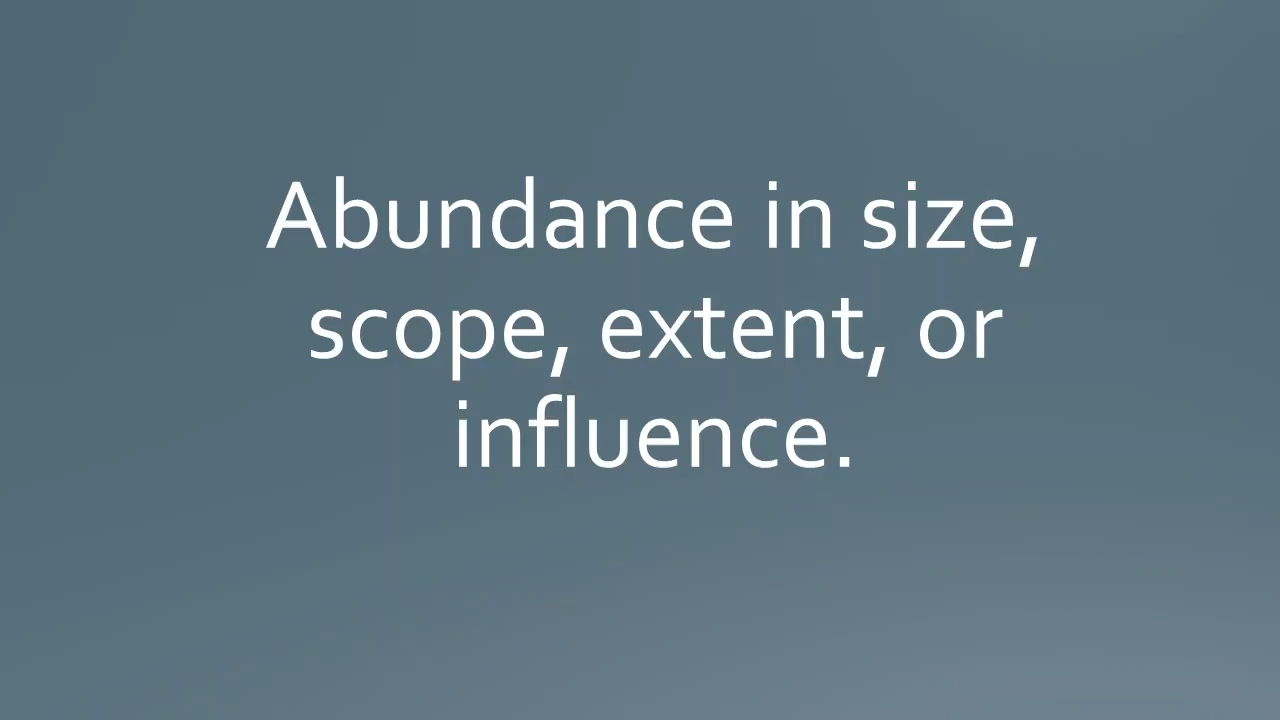 Abundance in size,
scope, extent, or
influence.